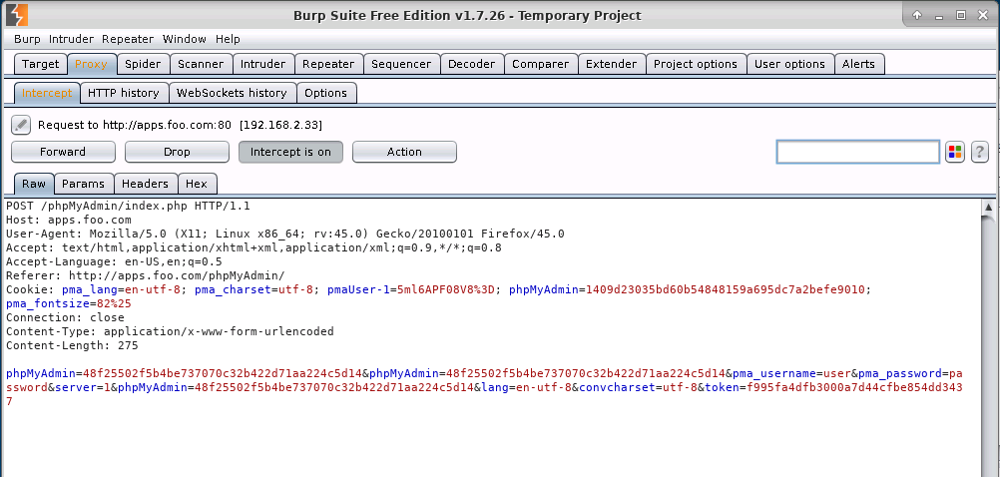 Burp Suite Free Edition v1.7.26 - Temporary Project
Burp Intruder Repeater Window Help
Target Proxy Spider Scanner Intruder Repeater Sequencer Decoder Comparer Extender Project options User options Alerts
Intercept HTTP history WebSockets history Options
Request to http://apps.foo.com:80 [192.168.2.33]
Forward Drop Intercept is on Action ?
Raw Params Headers Hex
POST /phpMyAdmin/index.php HTTP/1.1
Host: apps.foo.com
User-Agent: Mozilla/5.0 (X11; Linux x86_64; rv:45.0) Gecko/20100101 Firefox/45.0
Accept: text/html,application/xhtml+xml,application/xml;q=0.9,*/*;q=0.8
Accept-Language: en-US,en;q=0.5
Referer: http://apps.foo.com/phpMyAdmin/
Cookie: pma_lang=en-utf-8; pma_charset=utf-8; pmaUser-1=5ml6APF08V8%3D; phpMyAdmin=1409d23035bd60b54848159a695dc7a2befe9010;
pma_fontsize=82%25
Connection: close
Content-Type: application/x-www-form-urlencoded
Content-Length: 275
phpMyAdmin=48f25502f5b4be737070c32b422d71aa224c5d14&phpMyAdmin=48f25502f5b4be737070c32b422d71aa224c5d14&pma_username=user&pma_password=pa
ssword&server=1&phpMyAdmin=48f25502f5b4be737070c32b422d71aa224c5d14&lang=en-utf-8&convcharset=utf-8&token=f995fa4dfb3000a7d44cfbe854dd343
7